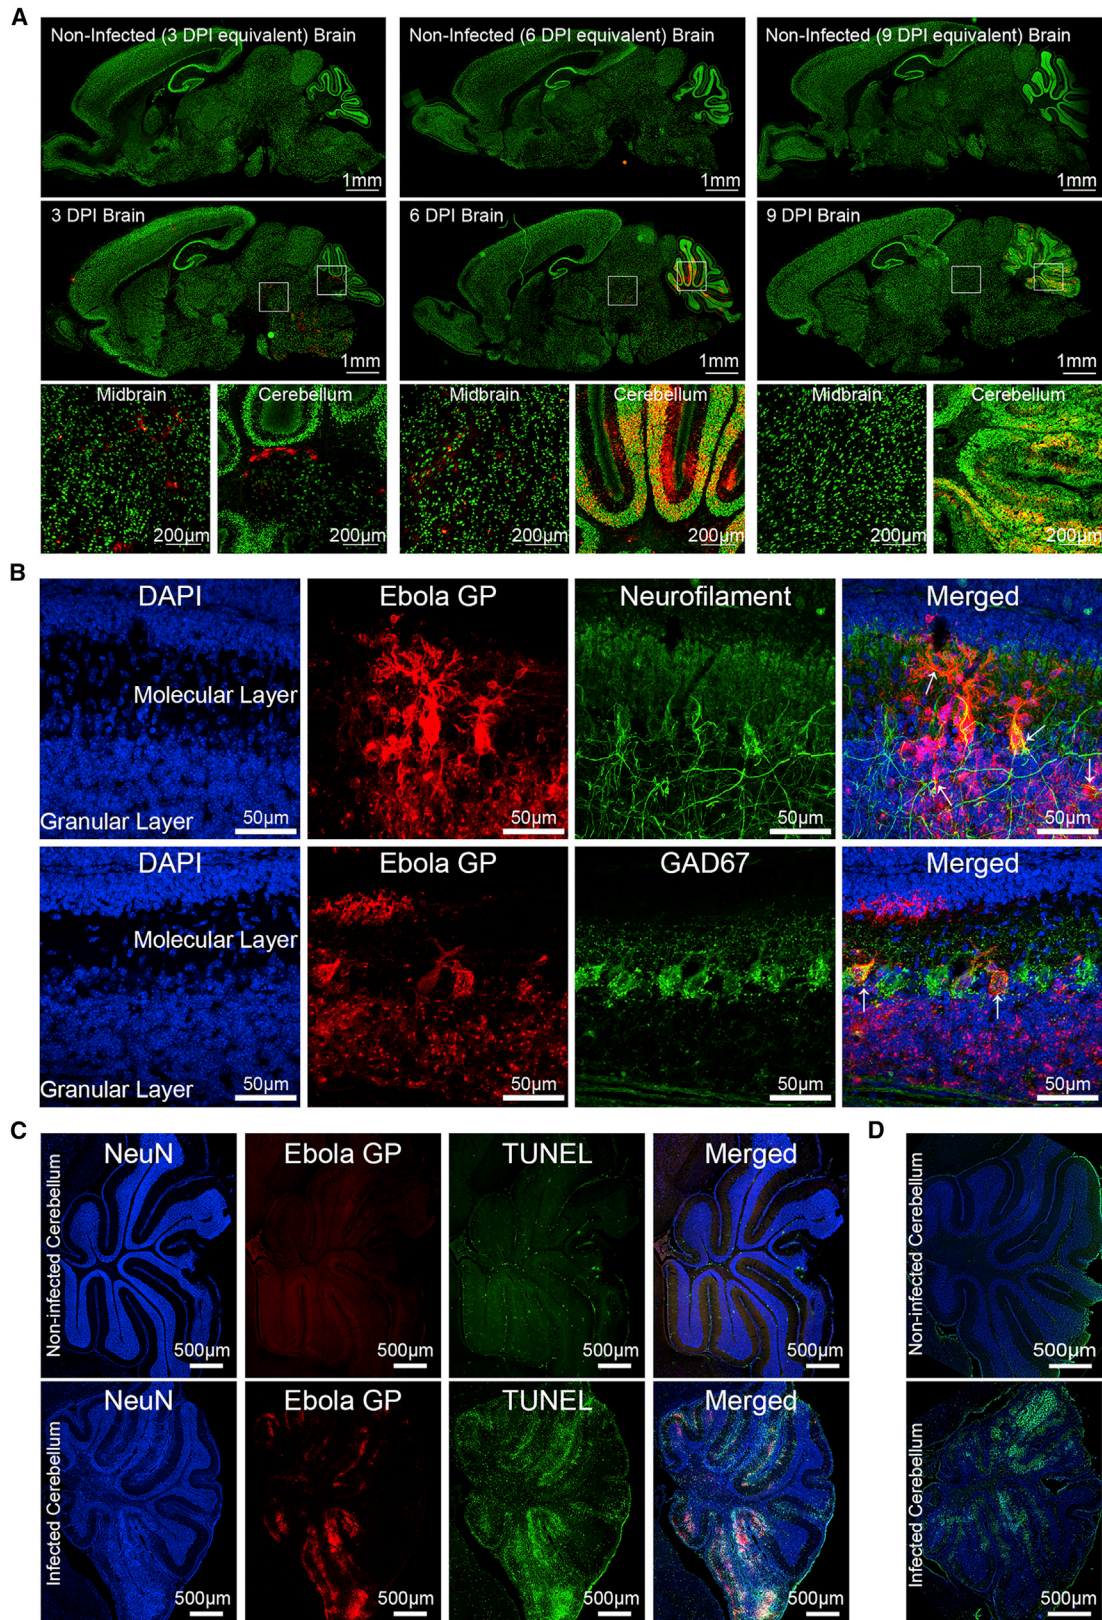 A
Non-Infected (3 DPI equivalent) Brain
1mm
Non-Infected (6 DPI equivalent) Brain
1mm
Non-Infected (9 DPI equivalent) Brain
1mm
3 DPI Brain
1mm
6 DPI Brain
1mm
9 DPI Brain
1mm
Midbrain
200µm
Cerebellum
200µm
Midbrain
200µm
Cerebellum
200µm
Midbrain
200µm
Cerebellum
200µm
B
DAPI
Molecular Layer
Granular Layer
50µm
Ebola GP
50µm
Neurofilament
50µm
Merged
50µm
DAPI
Molecular Layer
Granular Layer
50µm
Ebola GP
50µm
GAD67
50µm
Merged
50µm
C
Non-infected Cerebellum
NeuN
500µm
Ebola GP
500µm
TUNEL
500µm
Merged
500µm
Infected Cerebellum
NeuN
500µm
Ebola GP
500µm
TUNEL
500µm
Merged
500µm
D
Non-infected Cerebellum
500µm
Infected Cerebellum
500µm